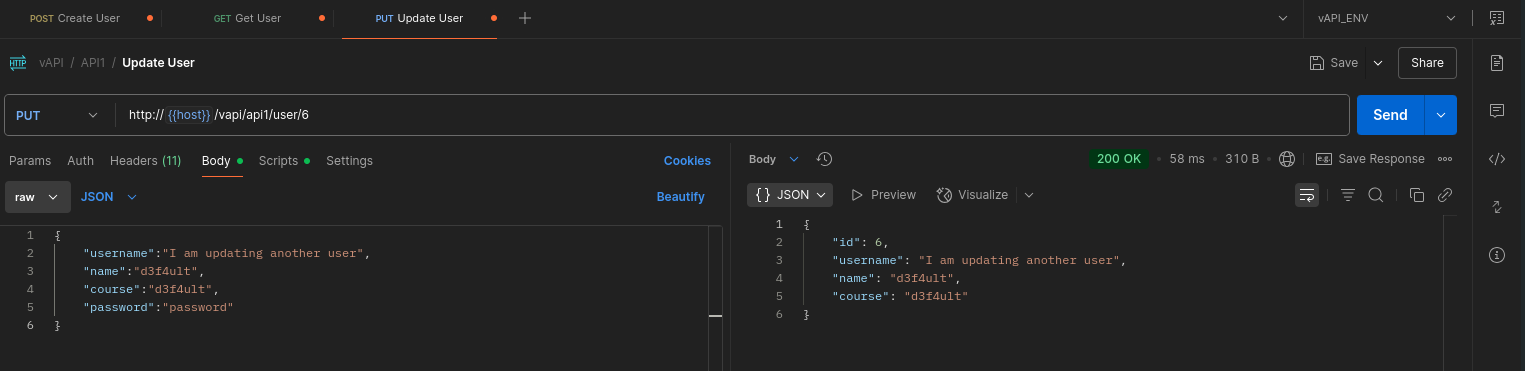 POST Create User GET Get User PUT Update User vAPI_ENV
HTTP vAPI / API1 / Update User Save Share
PUT http://{{host}}/vapi/api1/user/6 Send
Params Auth Headers (11) Body Scripts Settings Cookies
Body 200 OK 58 ms 310 B e.g. Save Response
raw JSON Beautify
{} JSON Preview Visualize
1 {
2 "username":"I am updating another user",
3 "name":"d3f4ult",
4 "course":"d3f4ult",
5 "password":"password"
6 }
1 {
2 "id": 6,
3 "username": "I am updating another user",
4 "name": "d3f4ult",
5 "course": "d3f4ult"
6 }